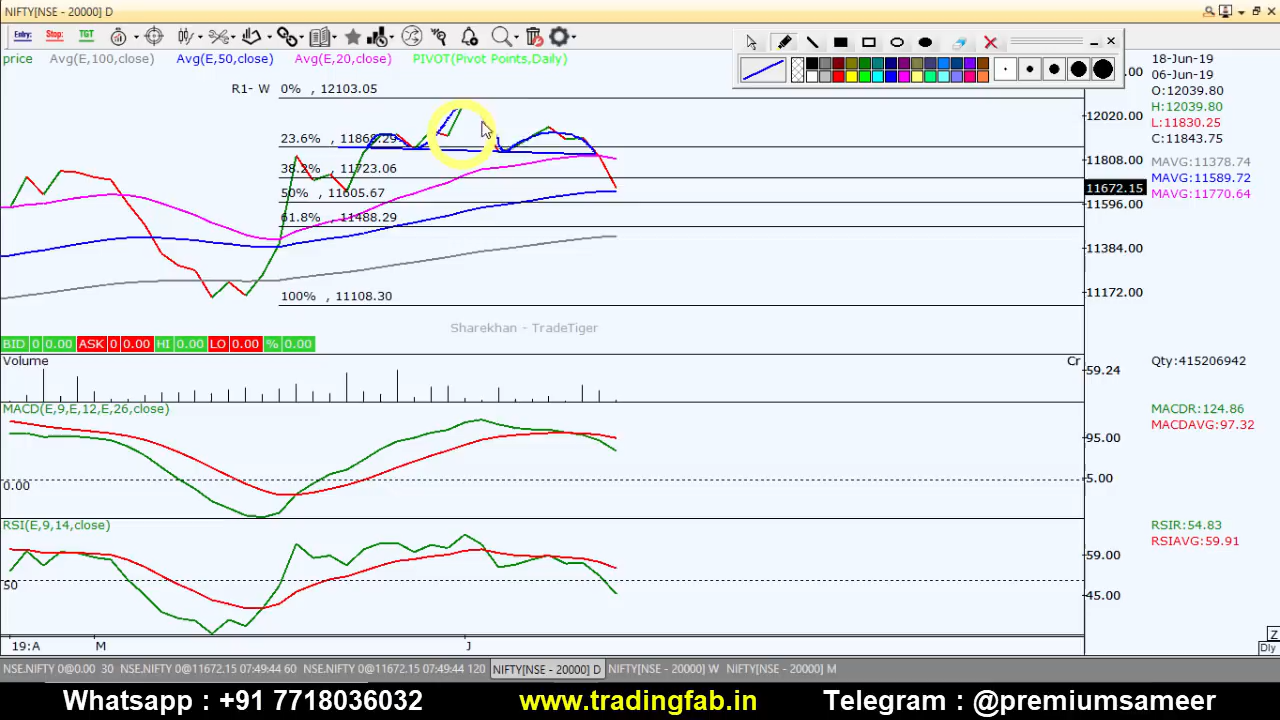 NIFTY[NSE - 20000] D
Entry: Stop: TGT
price Avg(E,100,close) Avg(E,50,close) Avg(E,20,close) PIVOT(Pivot Points,Daily)
R1- W 0% , 12103.05
23.6% , 11868.29
38.2% , 11723.06
50% , 11605.67
61.8% , 11488.29
100% , 11108.30
Sharekhan - TradeTiger
12020.00
11808.00
11672.15
11596.00
11384.00
11172.00
18-Jun-19
06-Jun-19
O:12039.80
H:12039.80
L:11830.25
C:11843.75
MAVG:11378.74
MAVG:11589.72
MAVG:11770.64
BID 0 0.00 ASK 0 0.00 HI 0.00 LO 0.00 % 0.00
Volume
Cr
59.24
Qty:415206942
MACD(E,9,E,12,E,26,close)
95.00
5.00
0.00
MACDR:124.86
MACDAVG:97.32
RSI(E,9,14,close)
59.00
50
45.00
RSIR:54.83
RSIAVG:59.91
19:A M J
Z
Dly
NSE.NIFTY 0@0.00 30 NSE.NIFTY 0@11672.15 07:49:44 60 NSE.NIFTY 0@11672.15 07:49:44 120 NIFTY[NSE - 20000] D NIFTY[NSE - 20000] W NIFTY[NSE - 20000] M
Whatsapp : +91 7718036032 www.tradingfab.in Telegram : @premiumsameer